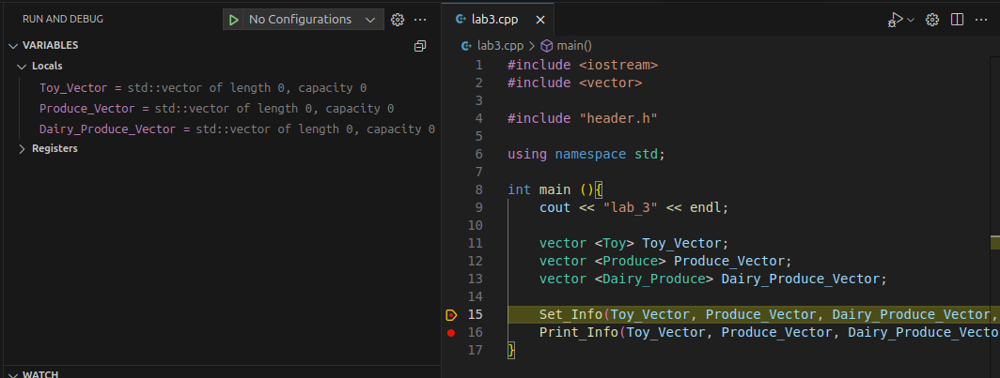 RUN AND DEBUG
No Configurations
VARIABLES
Locals
Toy_Vector = std::vector of length 0, capacity 0
Produce_Vector = std::vector of length 0, capacity 0
Dairy_Produce_Vector = std::vector of length 0, capacity 0
Registers
WATCH
lab3.cpp
lab3.cpp > main()
1 #include <iostream>
2 #include <vector>
3
4 #include "header.h"
5
6 using namespace std;
7
8 int main (){
9 cout << "lab_3" << endl;
10
11 vector <Toy> Toy_Vector;
12 vector <Produce> Produce_Vector;
13 vector <Dairy_Produce> Dairy_Produce_Vector;
14
15 Set_Info(Toy_Vector, Produce_Vector, Dairy_Produce_Vector,
16 Print_Info(Toy_Vector, Produce_Vector, Dairy_Produce_Vecto
17 }